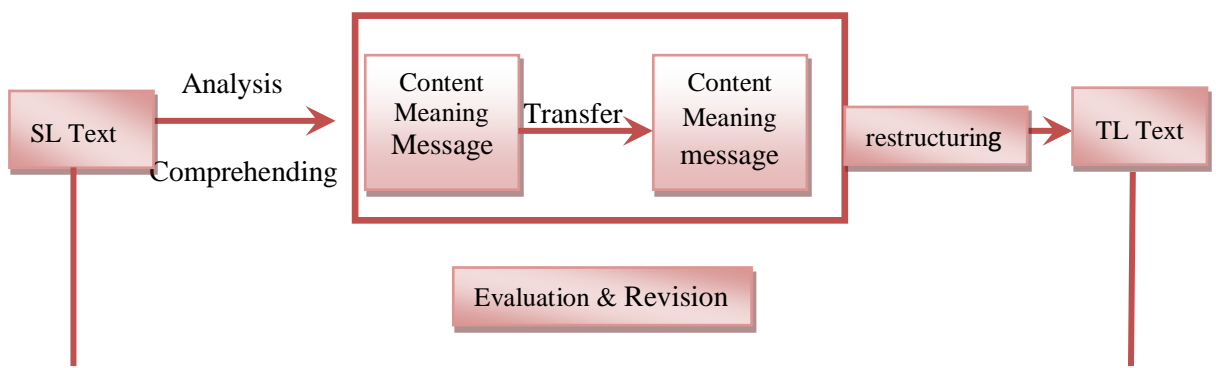 SL Text
Analysis
Comprehending
Content
Meaning
Message
Transfer
Content
Meaning
message
restructuring
TL Text
Evaluation & Revision